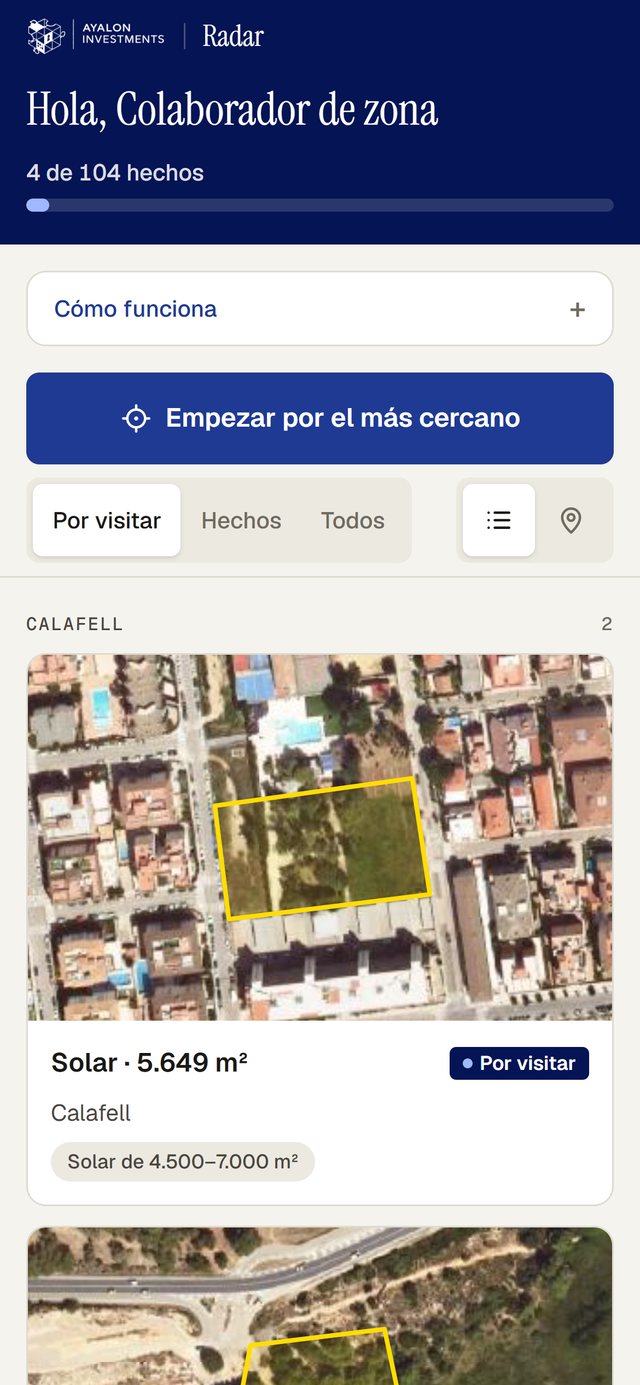 AYALON
INVESTMENTS
Radar
Hola, Colaborador de zona
4 de 104 hechos
Cómo funciona +
Empezar por el más cercano
Por visitar Hechos Todos
CALAFELL 2
Solar · 5.649 m²
Por visitar
Calafell
Solar de 4.500–7.000 m²